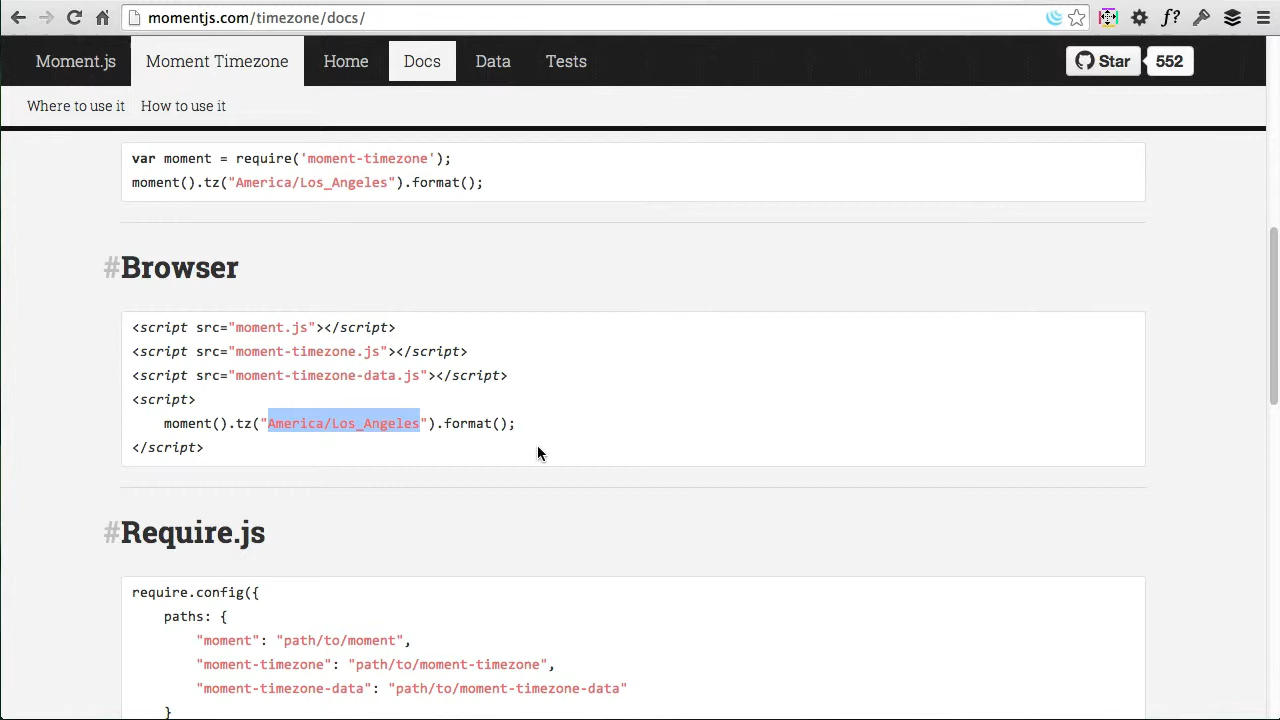 momentjs.com/timezone/docs/
f?
Moment.js Moment Timezone Home Docs Data Tests Star 552
Where to use it How to use it
var moment = require('moment-timezone');
moment().tz("America/Los_Angeles").format();
#Browser
<script src="moment.js"></script>
<script src="moment-timezone.js"></script>
<script src="moment-timezone-data.js"></script>
<script>
moment().tz("America/Los_Angeles").format();
</script>
#Require.js
require.config({
paths: {
"moment": "path/to/moment",
"moment-timezone": "path/to/moment-timezone",
"moment-timezone-data": "path/to/moment-timezone-data"
}